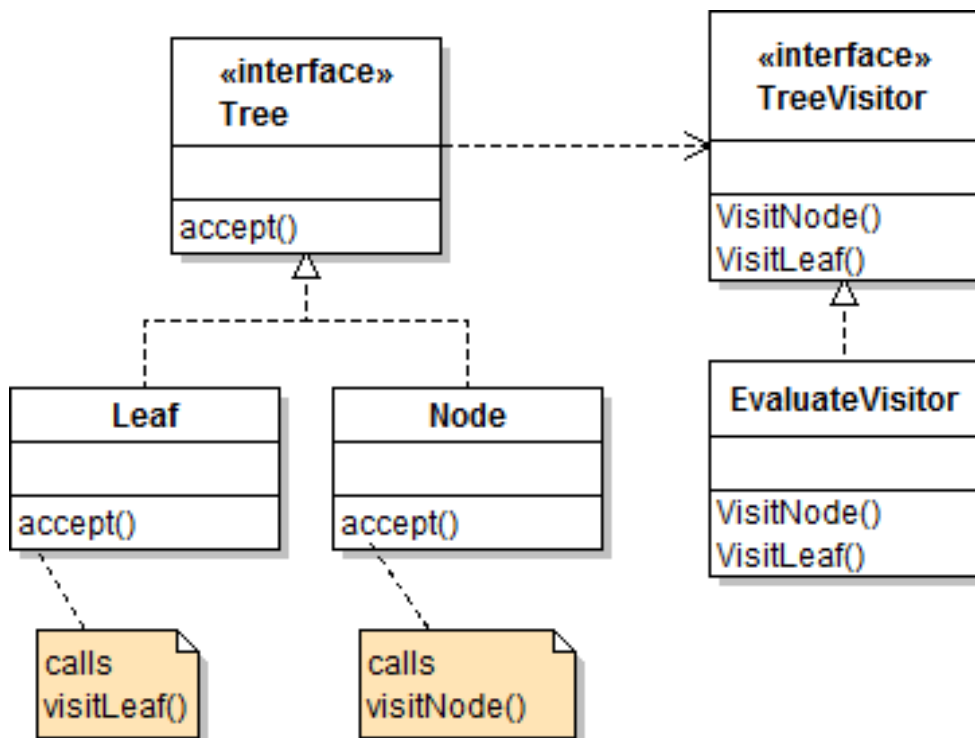 «interface»
Tree
accept()
«interface»
TreeVisitor
VisitNode()
VisitLeaf()
Leaf
accept()
Node
accept()
EvaluateVisitor
VisitNode()
VisitLeaf()
calls
visitLeaf()
calls
visitNode()